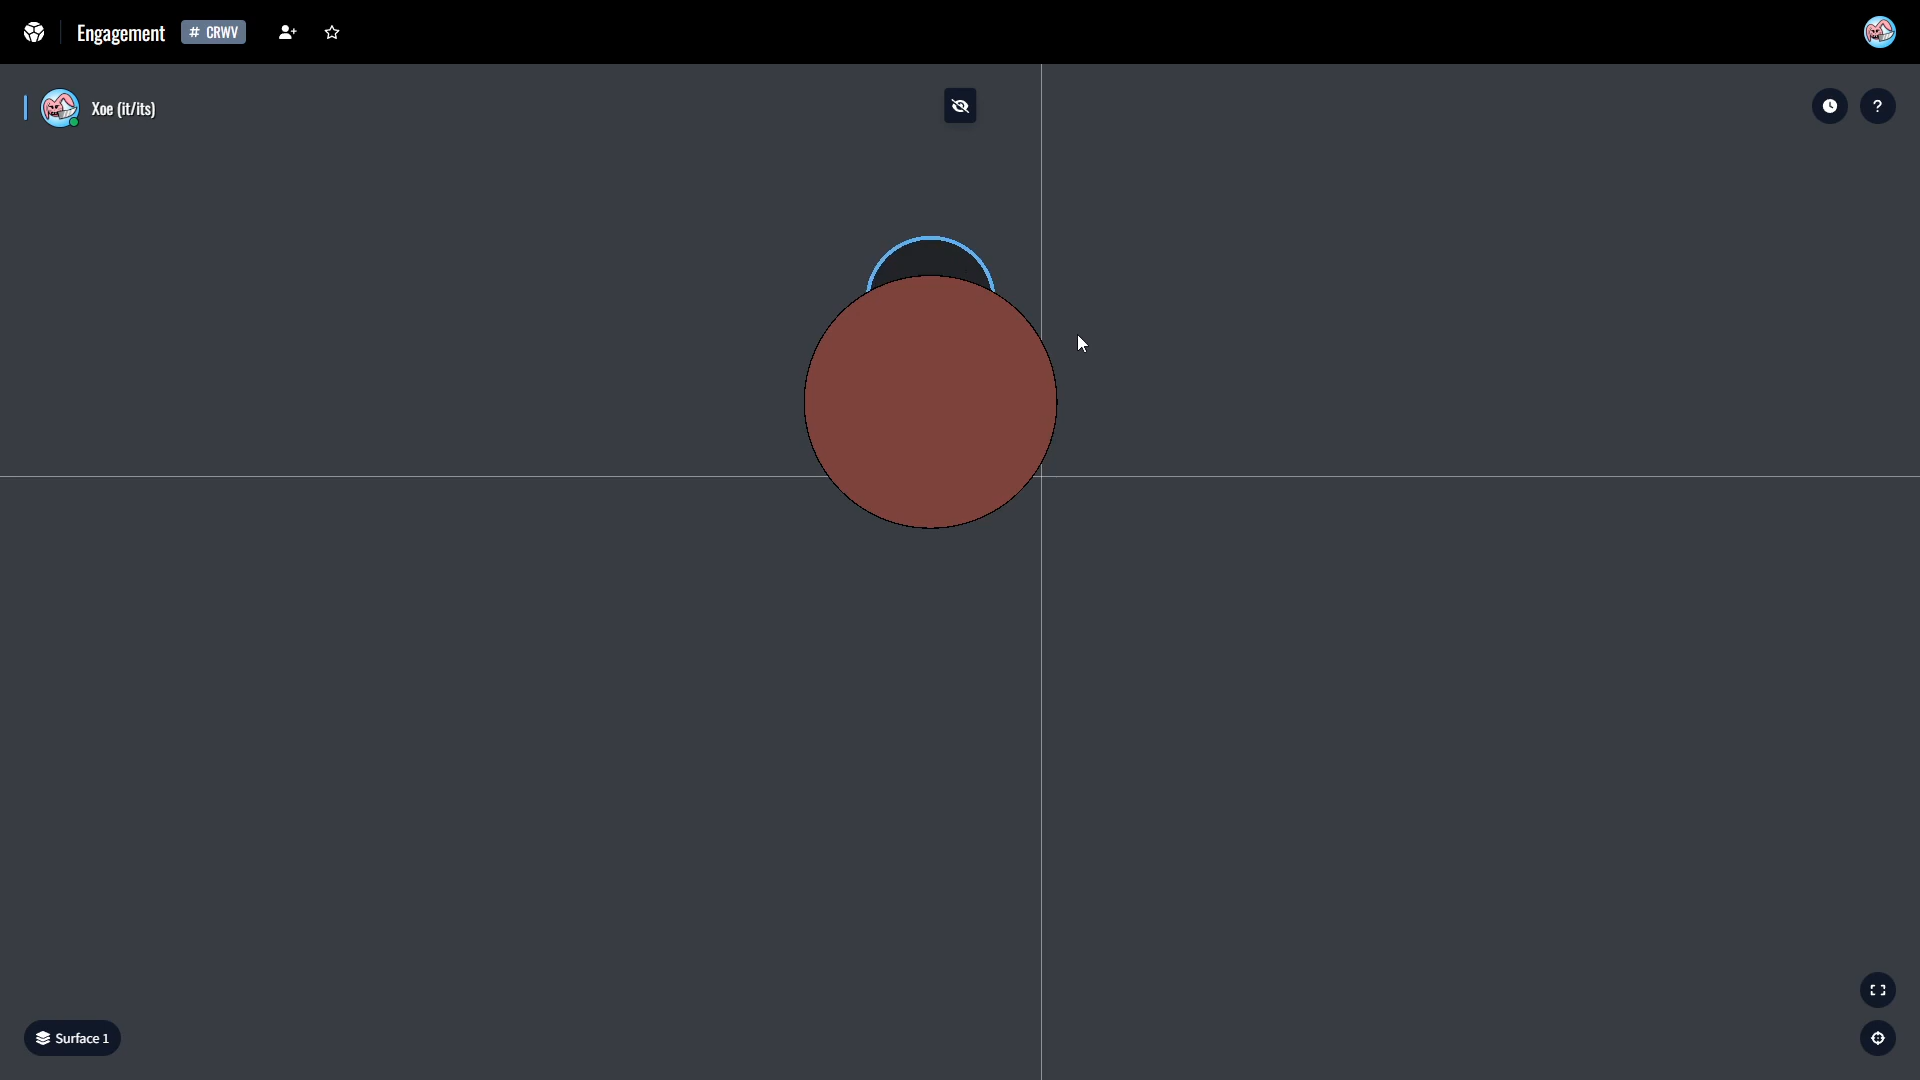 Engagement # CRWV
Xoe (it/its)
?
Surface 1